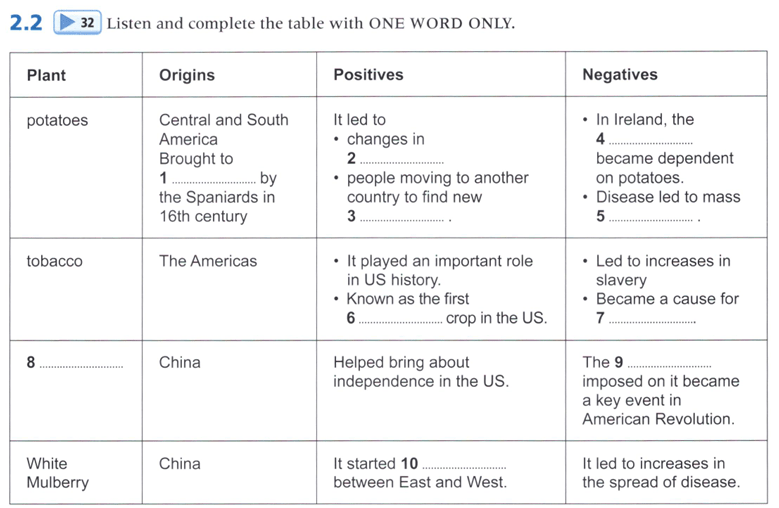 2.2 32 Listen and complete the table with ONE WORD ONLY.
Plant
Origins
Positives
Negatives
potatoes
Central and South
America
Brought to
1 ........................... by
the Spaniards in
16th century
It led to
• changes in
2 ...........................
• people moving to another
country to find new
3 ........................... .
• In Ireland, the
4 ...........................
became dependent
on potatoes.
• Disease led to mass
5 ........................... .
tobacco
The Americas
• It played an important role
in US history.
• Known as the first
6 ........................... crop in the US.
• Led to increases in
slavery
• Became a cause for
7 ...........................
8 ...........................
China
Helped bring about
independence in the US.
The 9 ...........................
imposed on it became
a key event in
American Revolution.
White
Mulberry
China
It started 10 ...........................
between East and West.
It led to increases in
the spread of disease.